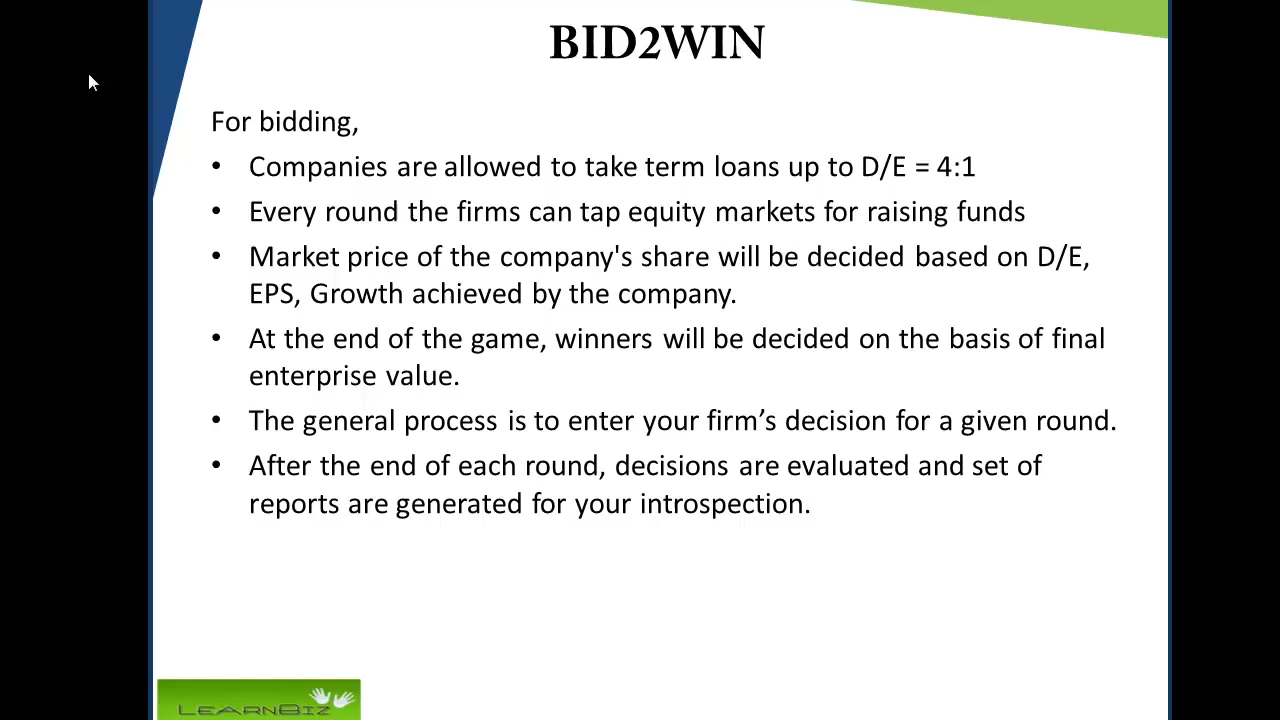 BID2WIN
For bidding,
• Companies are allowed to take term loans up to D/E = 4:1
• Every round the firms can tap equity markets for raising funds
• Market price of the company's share will be decided based on D/E,
EPS, Growth achieved by the company.
• At the end of the game, winners will be decided on the basis of final
enterprise value.
• The general process is to enter your firm’s decision for a given round.
• After the end of each round, decisions are evaluated and set of
reports are generated for your introspection.
LEARNBIZ